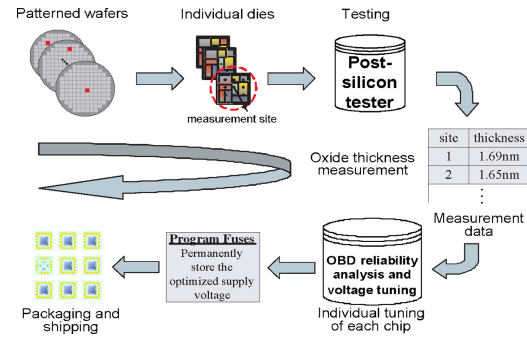 Patterned wafers
Individual dies
Testing
measurement site
Post-
silicon
tester
Oxide thickness
measurement
site thickness
1 1.69nm
2 1.65nm
Measurement
data
OBD reliability
analysis and
voltage tuning
Individual tuning
of each chip
Program Fuses
Permanently
store the
optimized supply
voltage
Packaging and
shipping